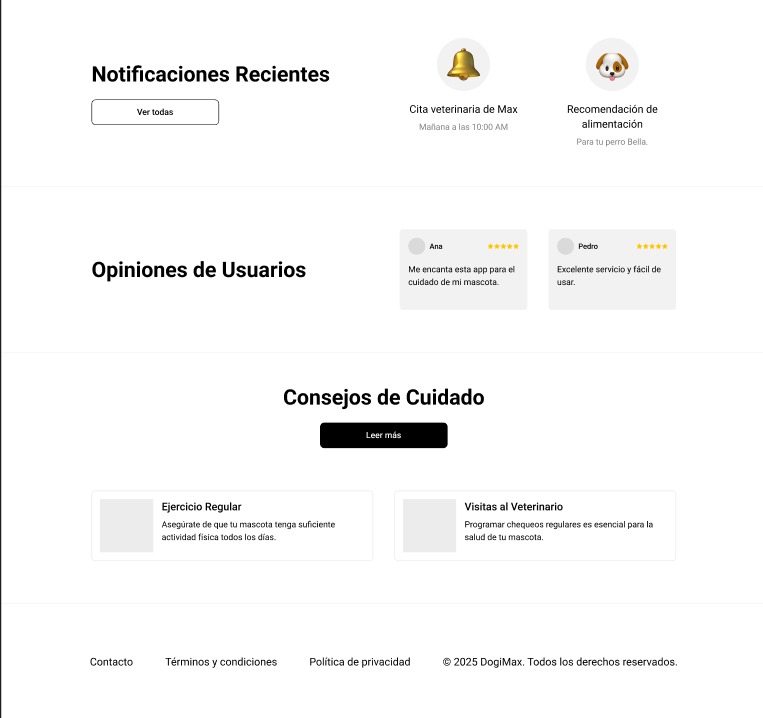 Notificaciones Recientes
Ver todas
Cita veterinaria de Max
Mañana a las 10:00 AM
Recomendación de
alimentación
Para tu perro Bella.
Opiniones de Usuarios
Ana
Me encanta esta app para el
cuidado de mi mascota.
Pedro
Excelente servicio y fácil de
usar.
Consejos de Cuidado
Leer más
Ejercicio Regular
Asegúrate de que tu mascota tenga suficiente
actividad física todos los días.
Visitas al Veterinario
Programar chequeos regulares es esencial para la
salud de tu mascota.
Contacto
Términos y condiciones
Política de privacidad
© 2025 DogiMax. Todos los derechos reservados.